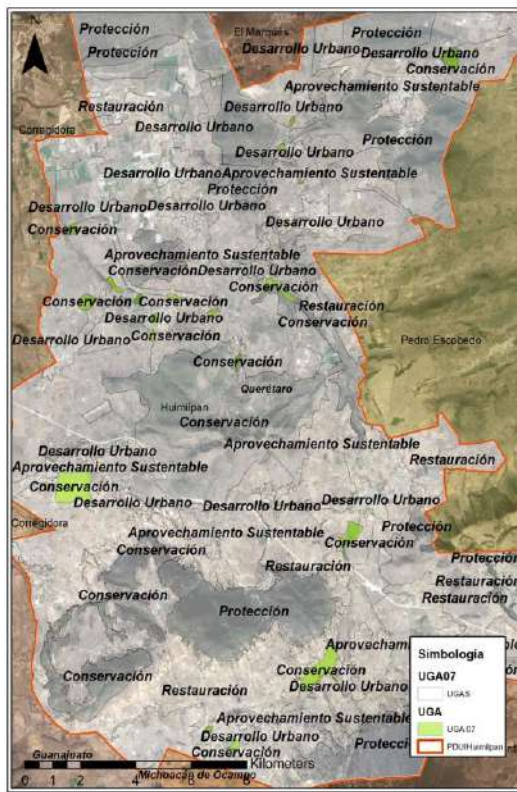 N
Protección
El Marqués
Protección
Desarrollo Urbano
Desarrollo Urbano
Conservación
Aprovechamiento Sustentable
Restauración
Desarrollo Urbano
Corregidora
Desarrollo Urbano
Protección
Desarrollo Urbano
Desarrollo Urbano
Aprovechamiento Sustentable
Protección
Desarrollo Urbano
Desarrollo Urbano
Desarrollo Urbano
Conservación
Aprovechamiento Sustentable
Conservación
Desarrollo Urbano
Conservación
Conservación
Conservación
Restauración
Desarrollo Urbano
Conservación
Desarrollo Urbano
Conservación
Pedro Escobedo
Conservación
Querétaro
Huimilpan
Conservación
Desarrollo Urbano
Aprovechamiento Sustentable
Restauración
Aprovechamiento Sustentable
Conservación
Desarrollo Urbano
Desarrollo Urbano
Desarrollo Urbano
Corregidora
Aprovechamiento Sustentable
Protección
Conservación
Conservación
Protección
Restauración
Restauración
Conservación
Restauración
Protección
Aprovechamiento
Conservación
Conservación
Desarrollo Urbano
Restauración
Aprovechamiento Sustentable
Desarrollo Urbano
Protección
Conservación
Guanajuato
0 1 2 4 6 8 Kilometers
Michoacán de Ocampo
Simbología
UGA07
UGAS
UGA
UGA 07
PDUIHuimilpan